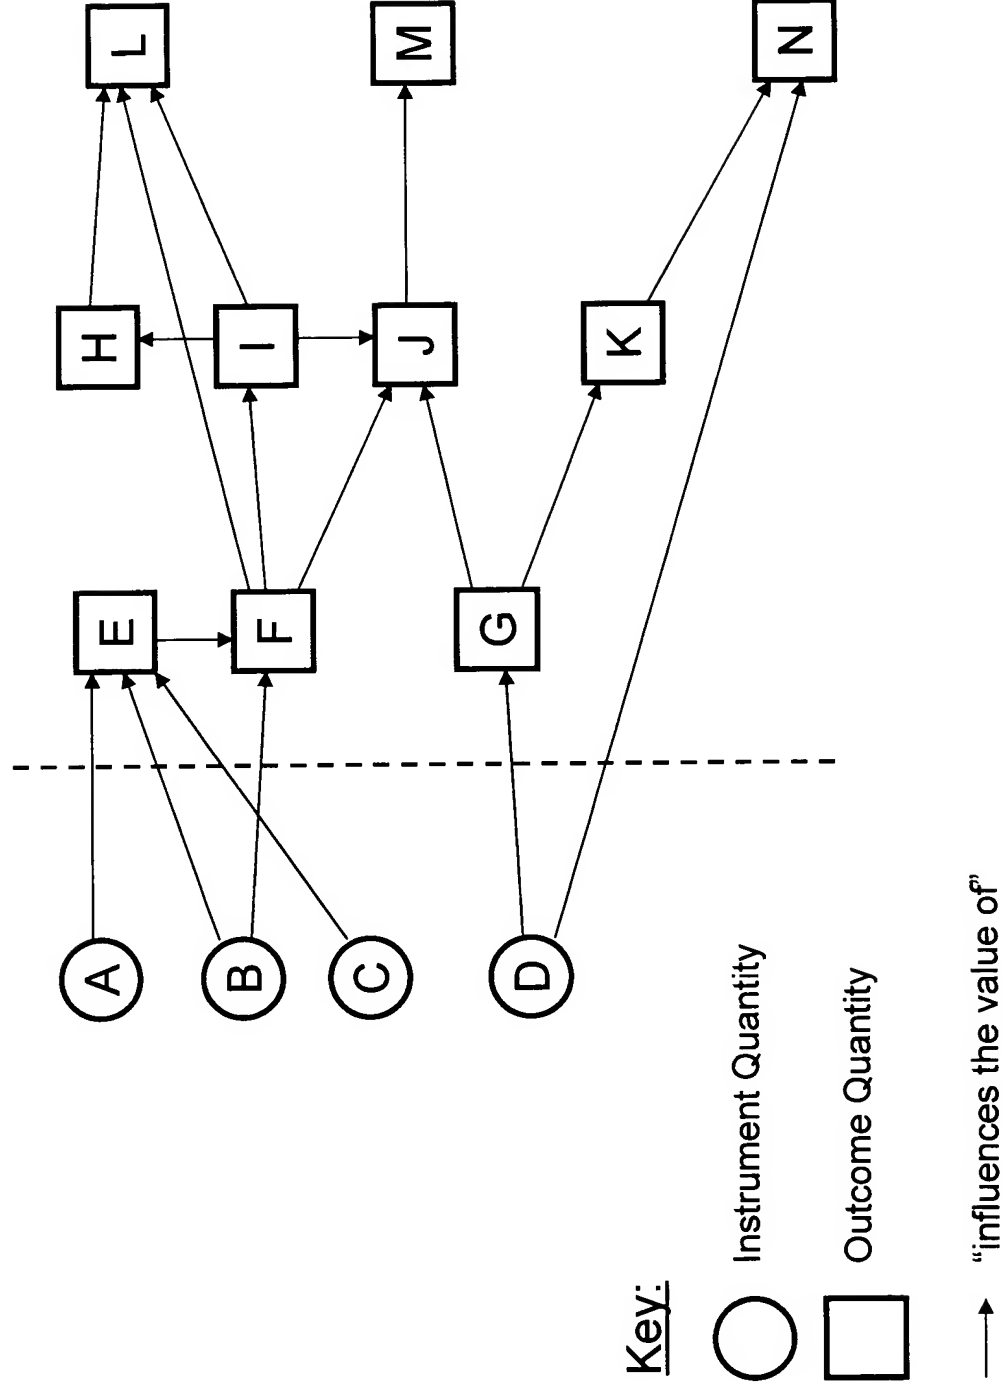 A
B
C
D
E
F
G
H
I
J
K
L
M
N
Key:
Instrument Quantity
Outcome Quantity
“influences the value of”